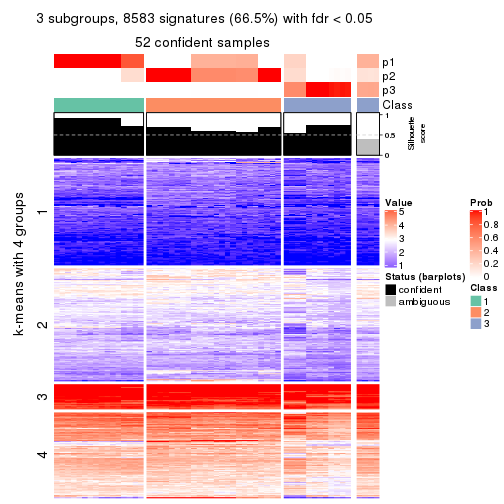 3 subgroups, 8583 signatures (66.5%) with fdr < 0.05
52 confident samples
p1
p2
p3
Class
1
0.5
0
Silhouette
score
k-means with 4 groups
1
2
3
4
Value
5
4
3
2
1
Status (barplots)
confident
ambiguous
Prob
1
0.8
0.6
0.4
0.2
0
Class
1
2
3